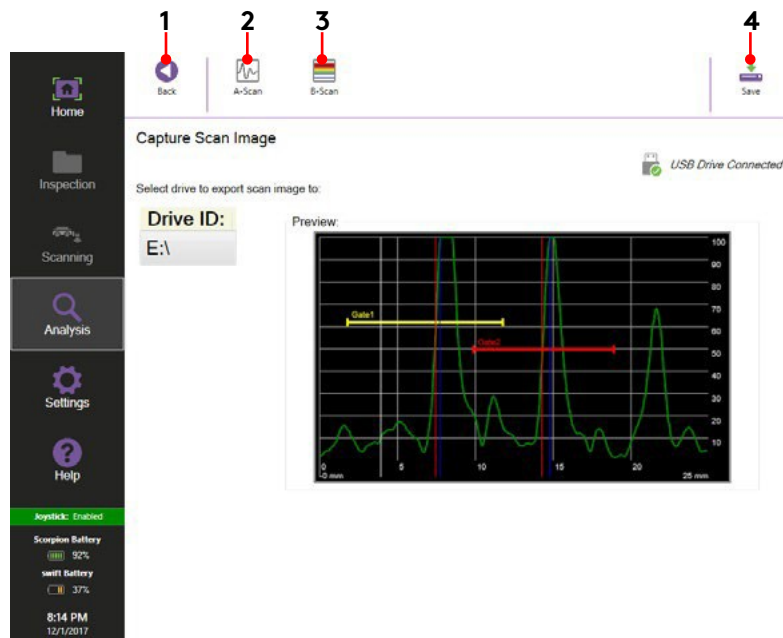 1 2 3 4
Back A-Scan B-Scan Save
Home
Inspection
Scanning
Analysis
Settings
Help
Joystick: Enabled
Scorpion Battery
92%
swift Battery
37%
8:14 PM
12/1/2017
Capture Scan Image
USB Drive Connected
Select drive to export scan image to:
Drive ID:
E:\
Preview:
100
90
80
70
60
50
40
30
20
10
Gate1
Gate2
0 5 10 15 20
-0 mm 25 mm